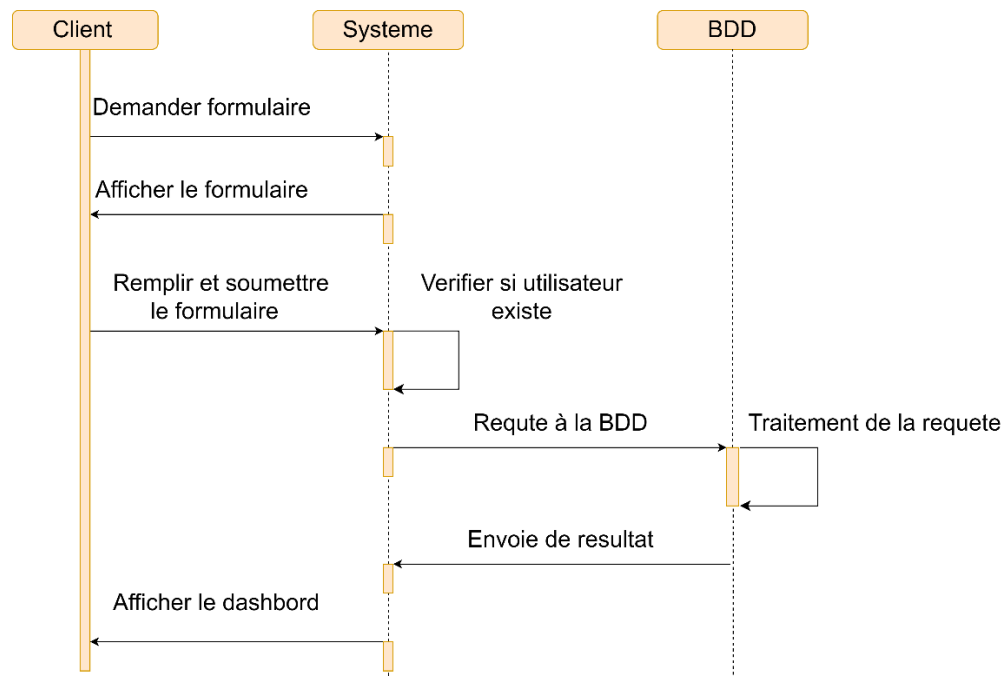 Client
Systeme
BDD
Demander formulaire
Afficher le formulaire
Remplir et soumettre
le formulaire
Verifier si utilisateur
existe
Requte à la BDD
Traitement de la requete
Envoie de resultat
Afficher le dashbord